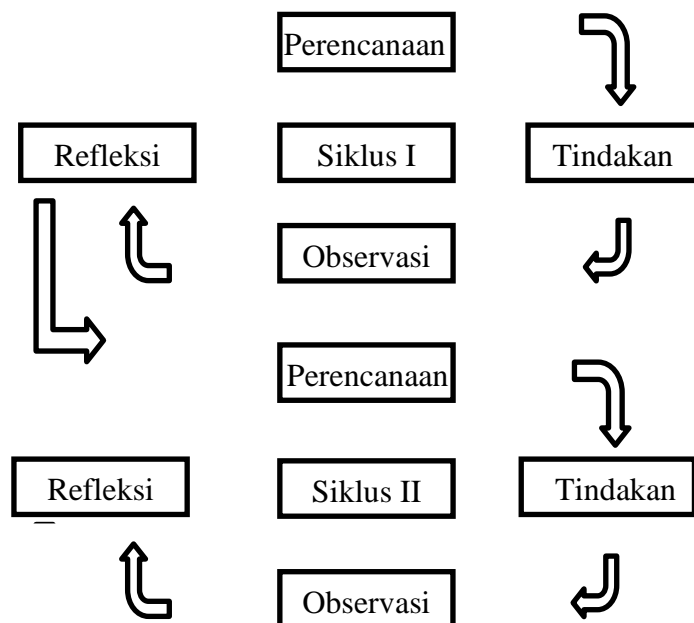 Perencanaan
Refleksi
Siklus I
Tindakan
Observasi
Perencanaan
Refleksi
Siklus II
Tindakan
Observasi